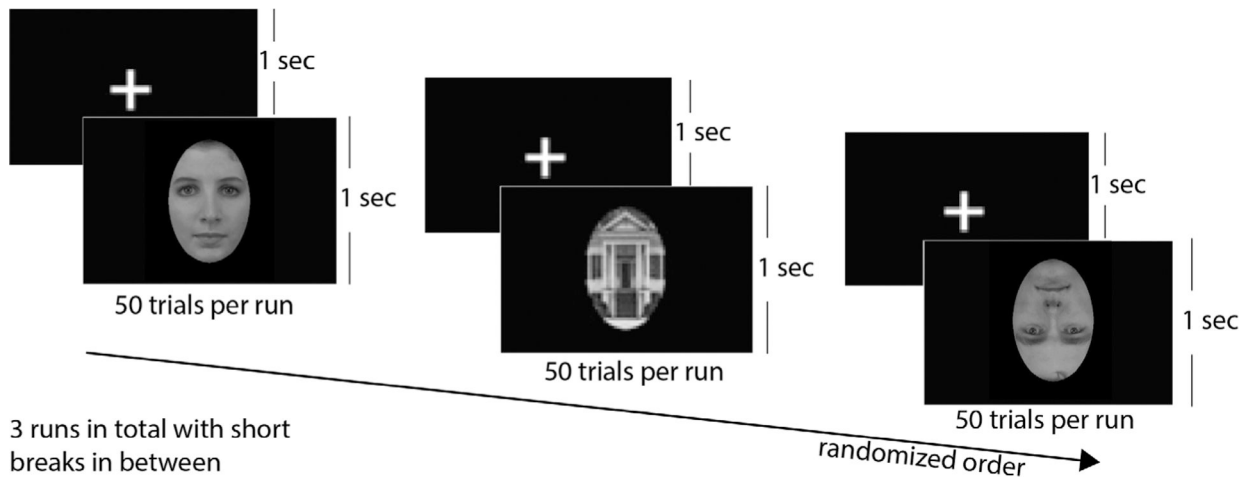 1 sec
1 sec
50 trials per run
1 sec
1 sec
50 trials per run
1 sec
1 sec
50 trials per run
randomized order
3 runs in total with short
breaks in between